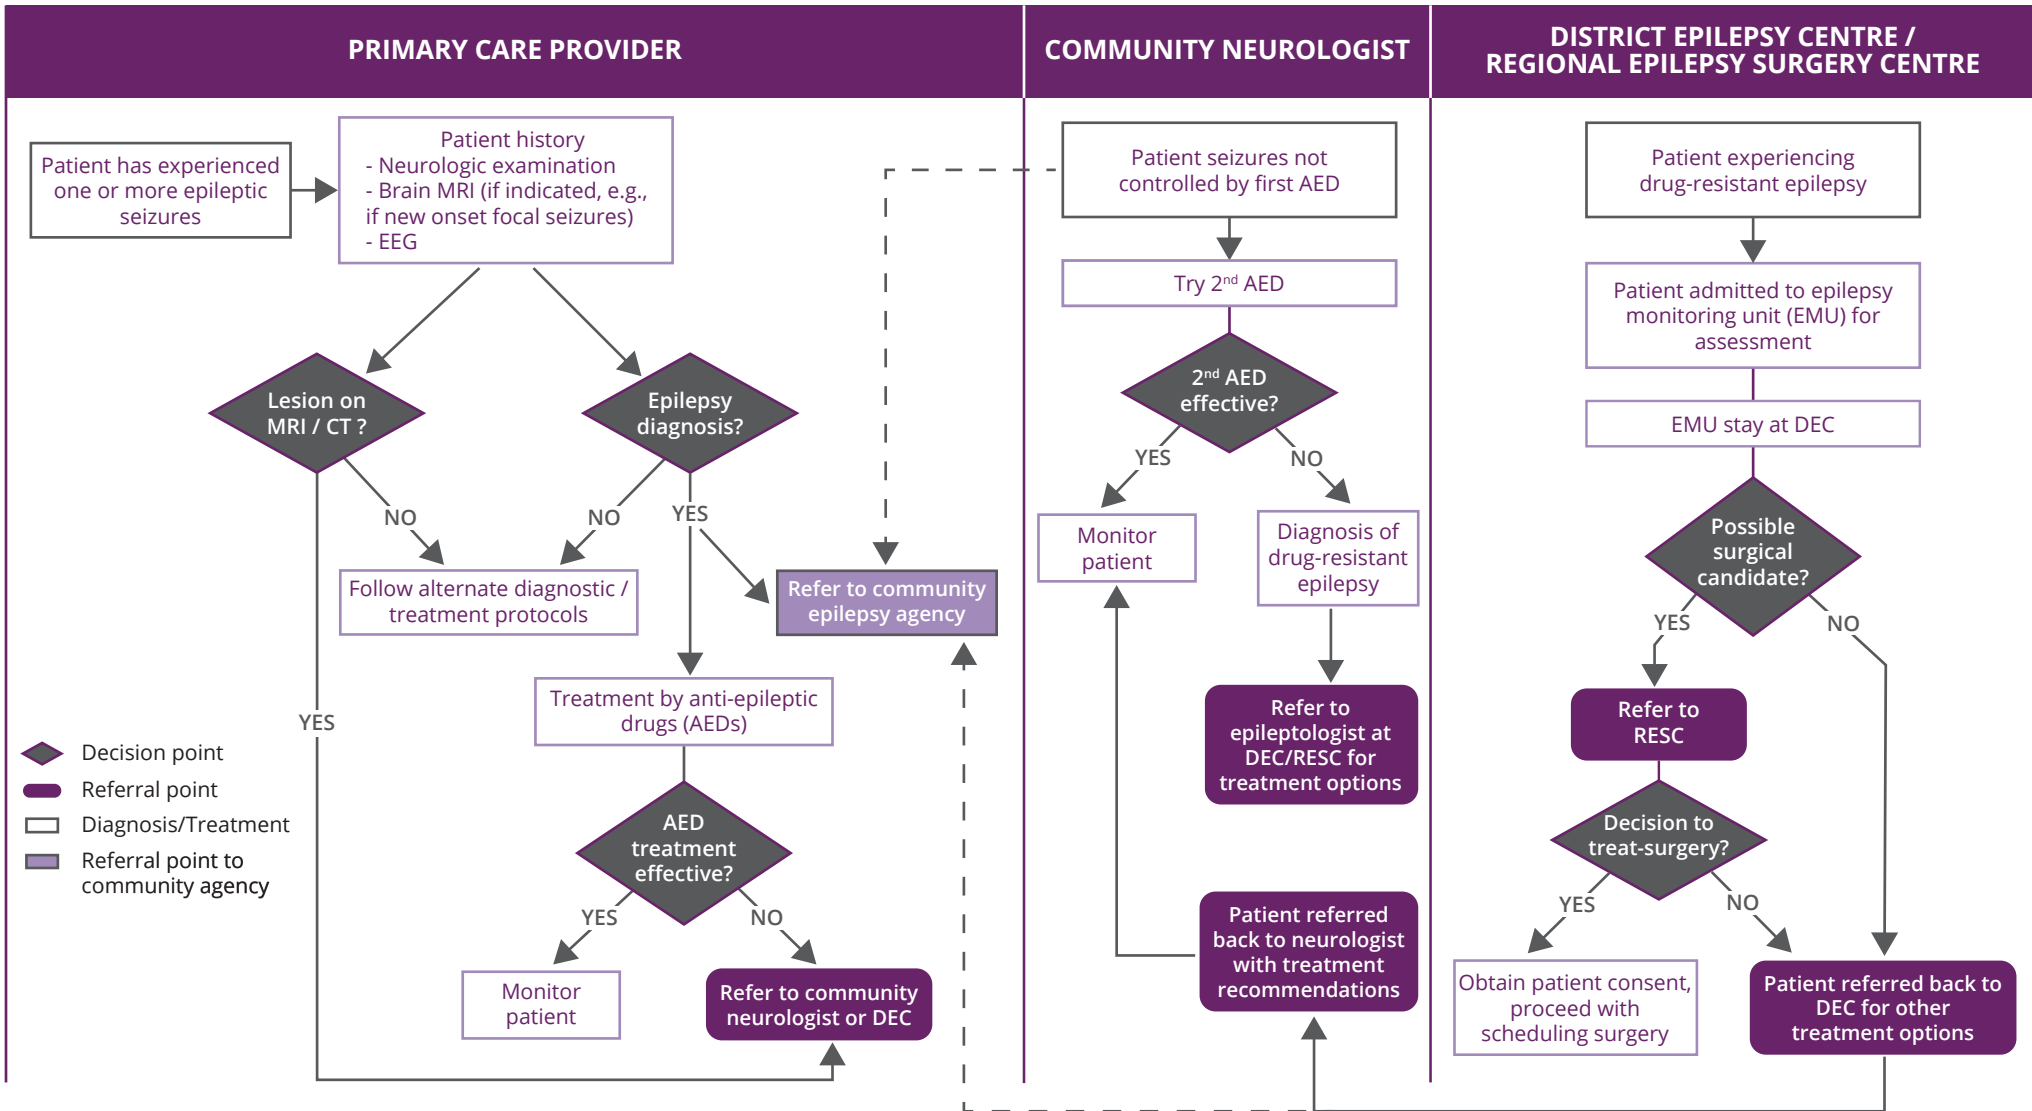 PRIMARY CARE PROVIDER
Patient has experienced
one or more epileptic
seizures
Patient history
- Neurologic examination
- Brain MRI (if indicated, e.g.,
if new onset focal seizures)
- EEG
Lesion on
MRI / CT ?
Epilepsy
diagnosis?
NO
NO
YES
Follow alternate diagnostic /
treatment protocols
Refer to community
epilepsy agency
YES
Treatment by anti-epileptic
drugs (AEDs)
AED
treatment
effective?
YES
NO
Monitor
patient
Refer to community
neurologist or DEC
Decision point
Referral point
Diagnosis/Treatment
Referral point to
community agency
COMMUNITY NEUROLOGIST
Patient seizures not
controlled by first AED
Try 2nd AED
2nd AED
effective?
YES
NO
Monitor
patient
Diagnosis of
drug-resistant
epilepsy
Refer to
epileptologist at
DEC/RESC for
treatment options
Patient referred
back to neurologist
with treatment
recommendations
DISTRICT EPILEPSY CENTRE /
REGIONAL EPILEPSY SURGERY CENTRE
Patient experiencing
drug-resistant epilepsy
Patient admitted to epilepsy
monitoring unit (EMU) for
assessment
EMU stay at DEC
Possible
surgical
candidate?
YES
NO
Refer to
RESC
Decision to
treat-surgery?
YES
NO
Obtain patient consent,
proceed with
scheduling surgery
Patient referred back to
DEC for other
treatment options